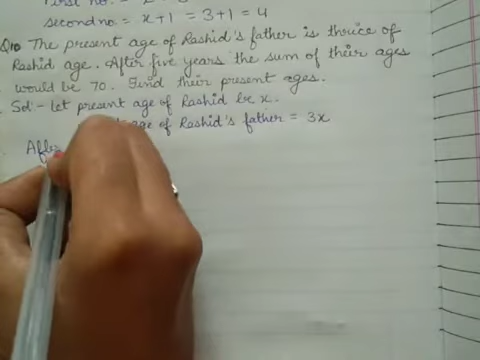 second no. = x+1 = 3+1 = 4
Q10 The present age of Rashid's father is thrice of
Rashid age. After five years the sum of their ages
would be 70. Find their present ages.
Sol - Let present age of Rashid be x.
age of Rashid's father = 3x
After